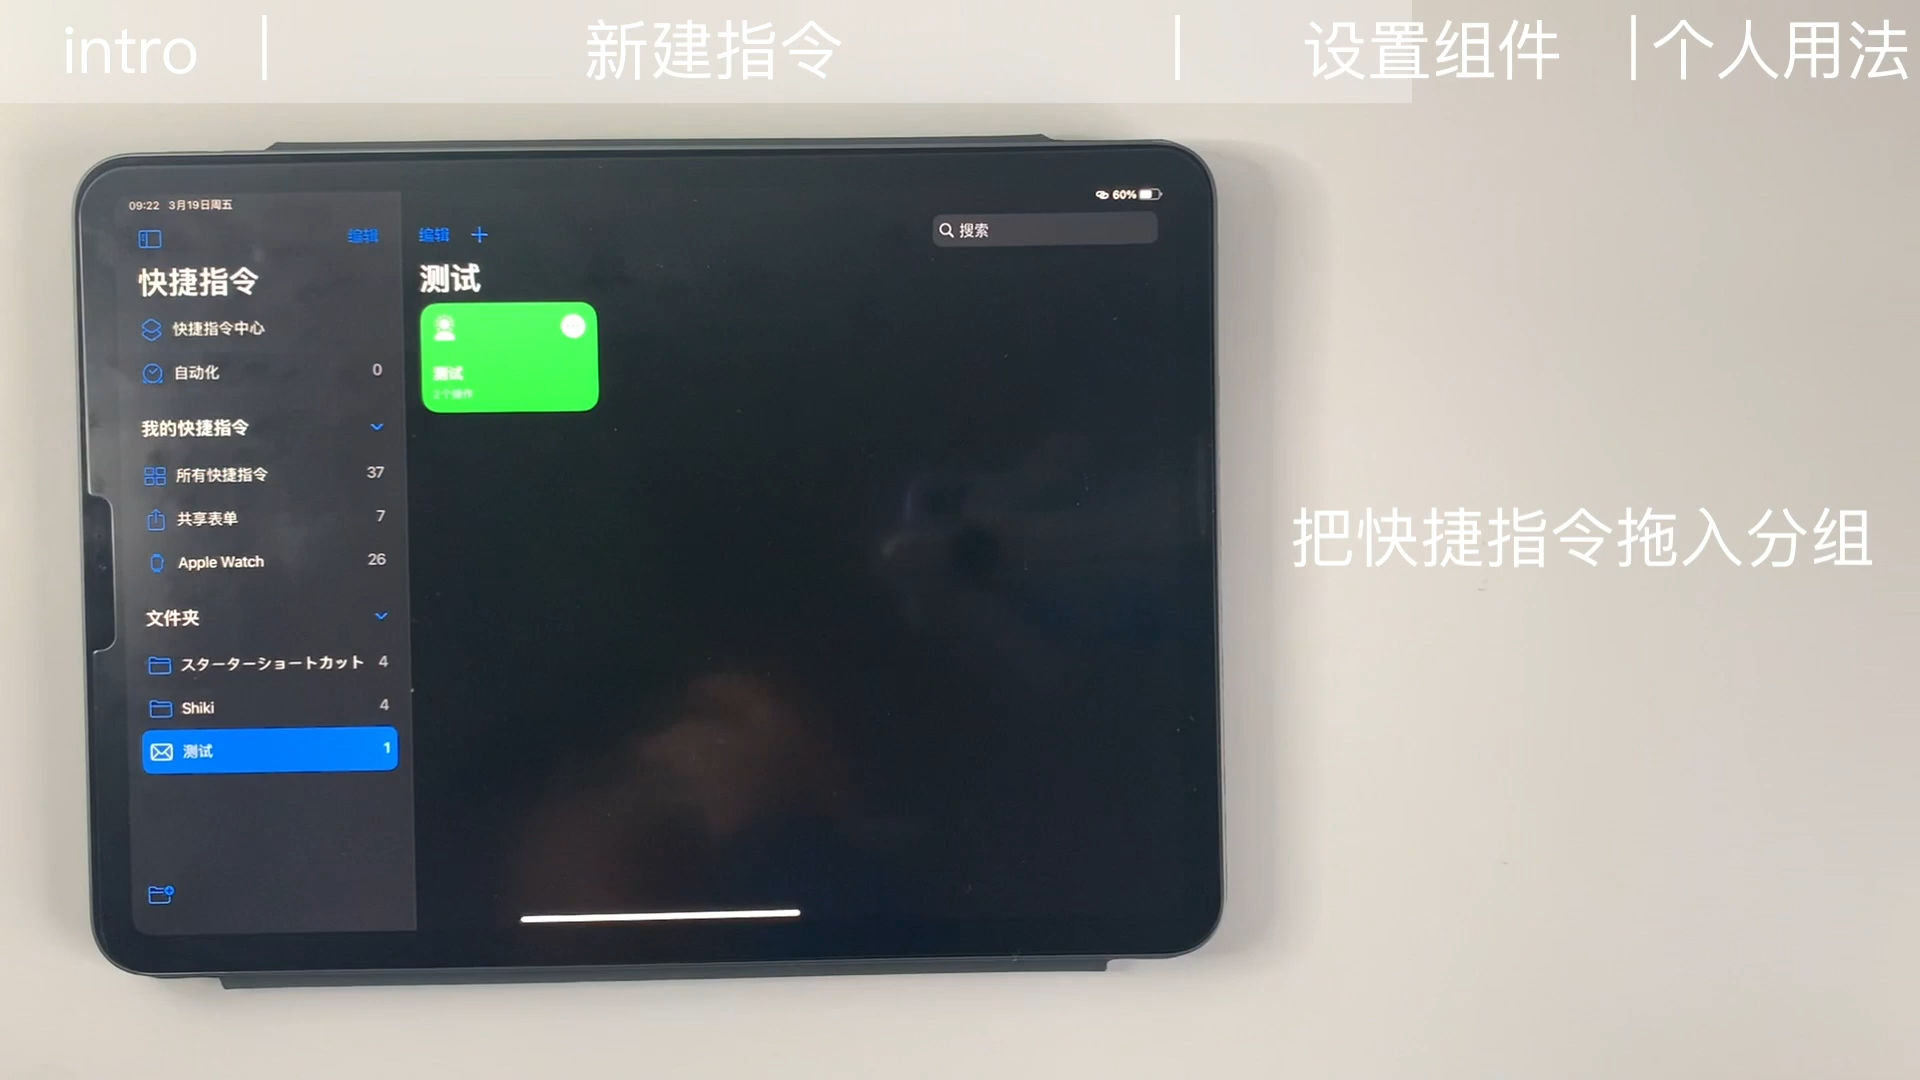 intro | 新建指令 | 设置组件 | 个人用法
09:22 3月19日周五
60%
编辑
编辑 +
搜索
快捷指令
测试
快捷指令中心
自动化 0
测试
2个操作
我的快捷指令
所有快捷指令 37
共享表单 7
Apple Watch 26
把快捷指令拖入分组
文件夹
スターターショートカット 4
Shiki 4
测试 1